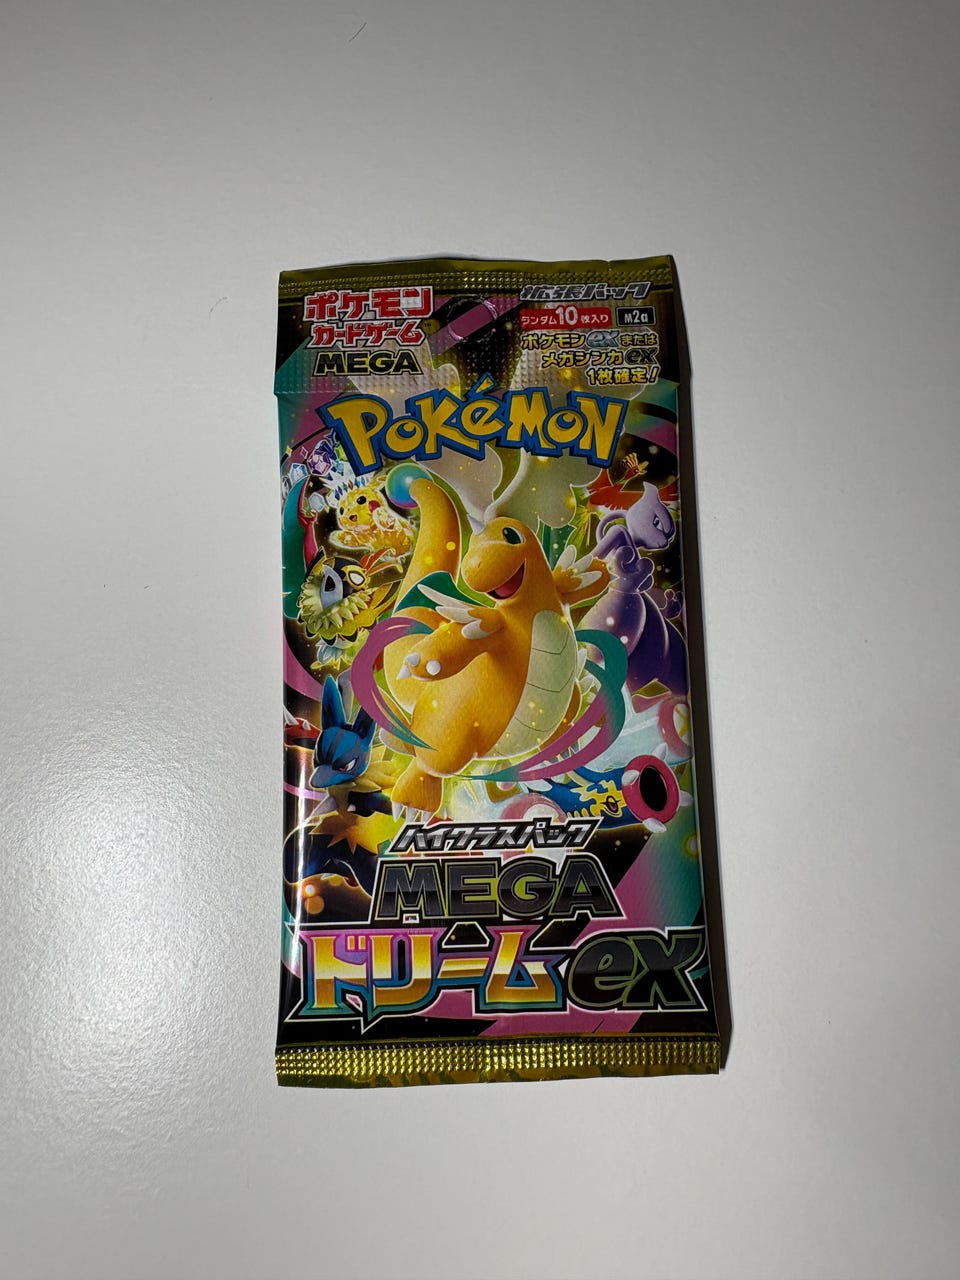 ポケモン
カードゲーム™
MEGA
拡張パック
ランダム10枚入り M2a
ポケモンexまたは
メガシンカex
1枚確定!
POKéMON
ハイクラスパック
MEGA
ドリームex